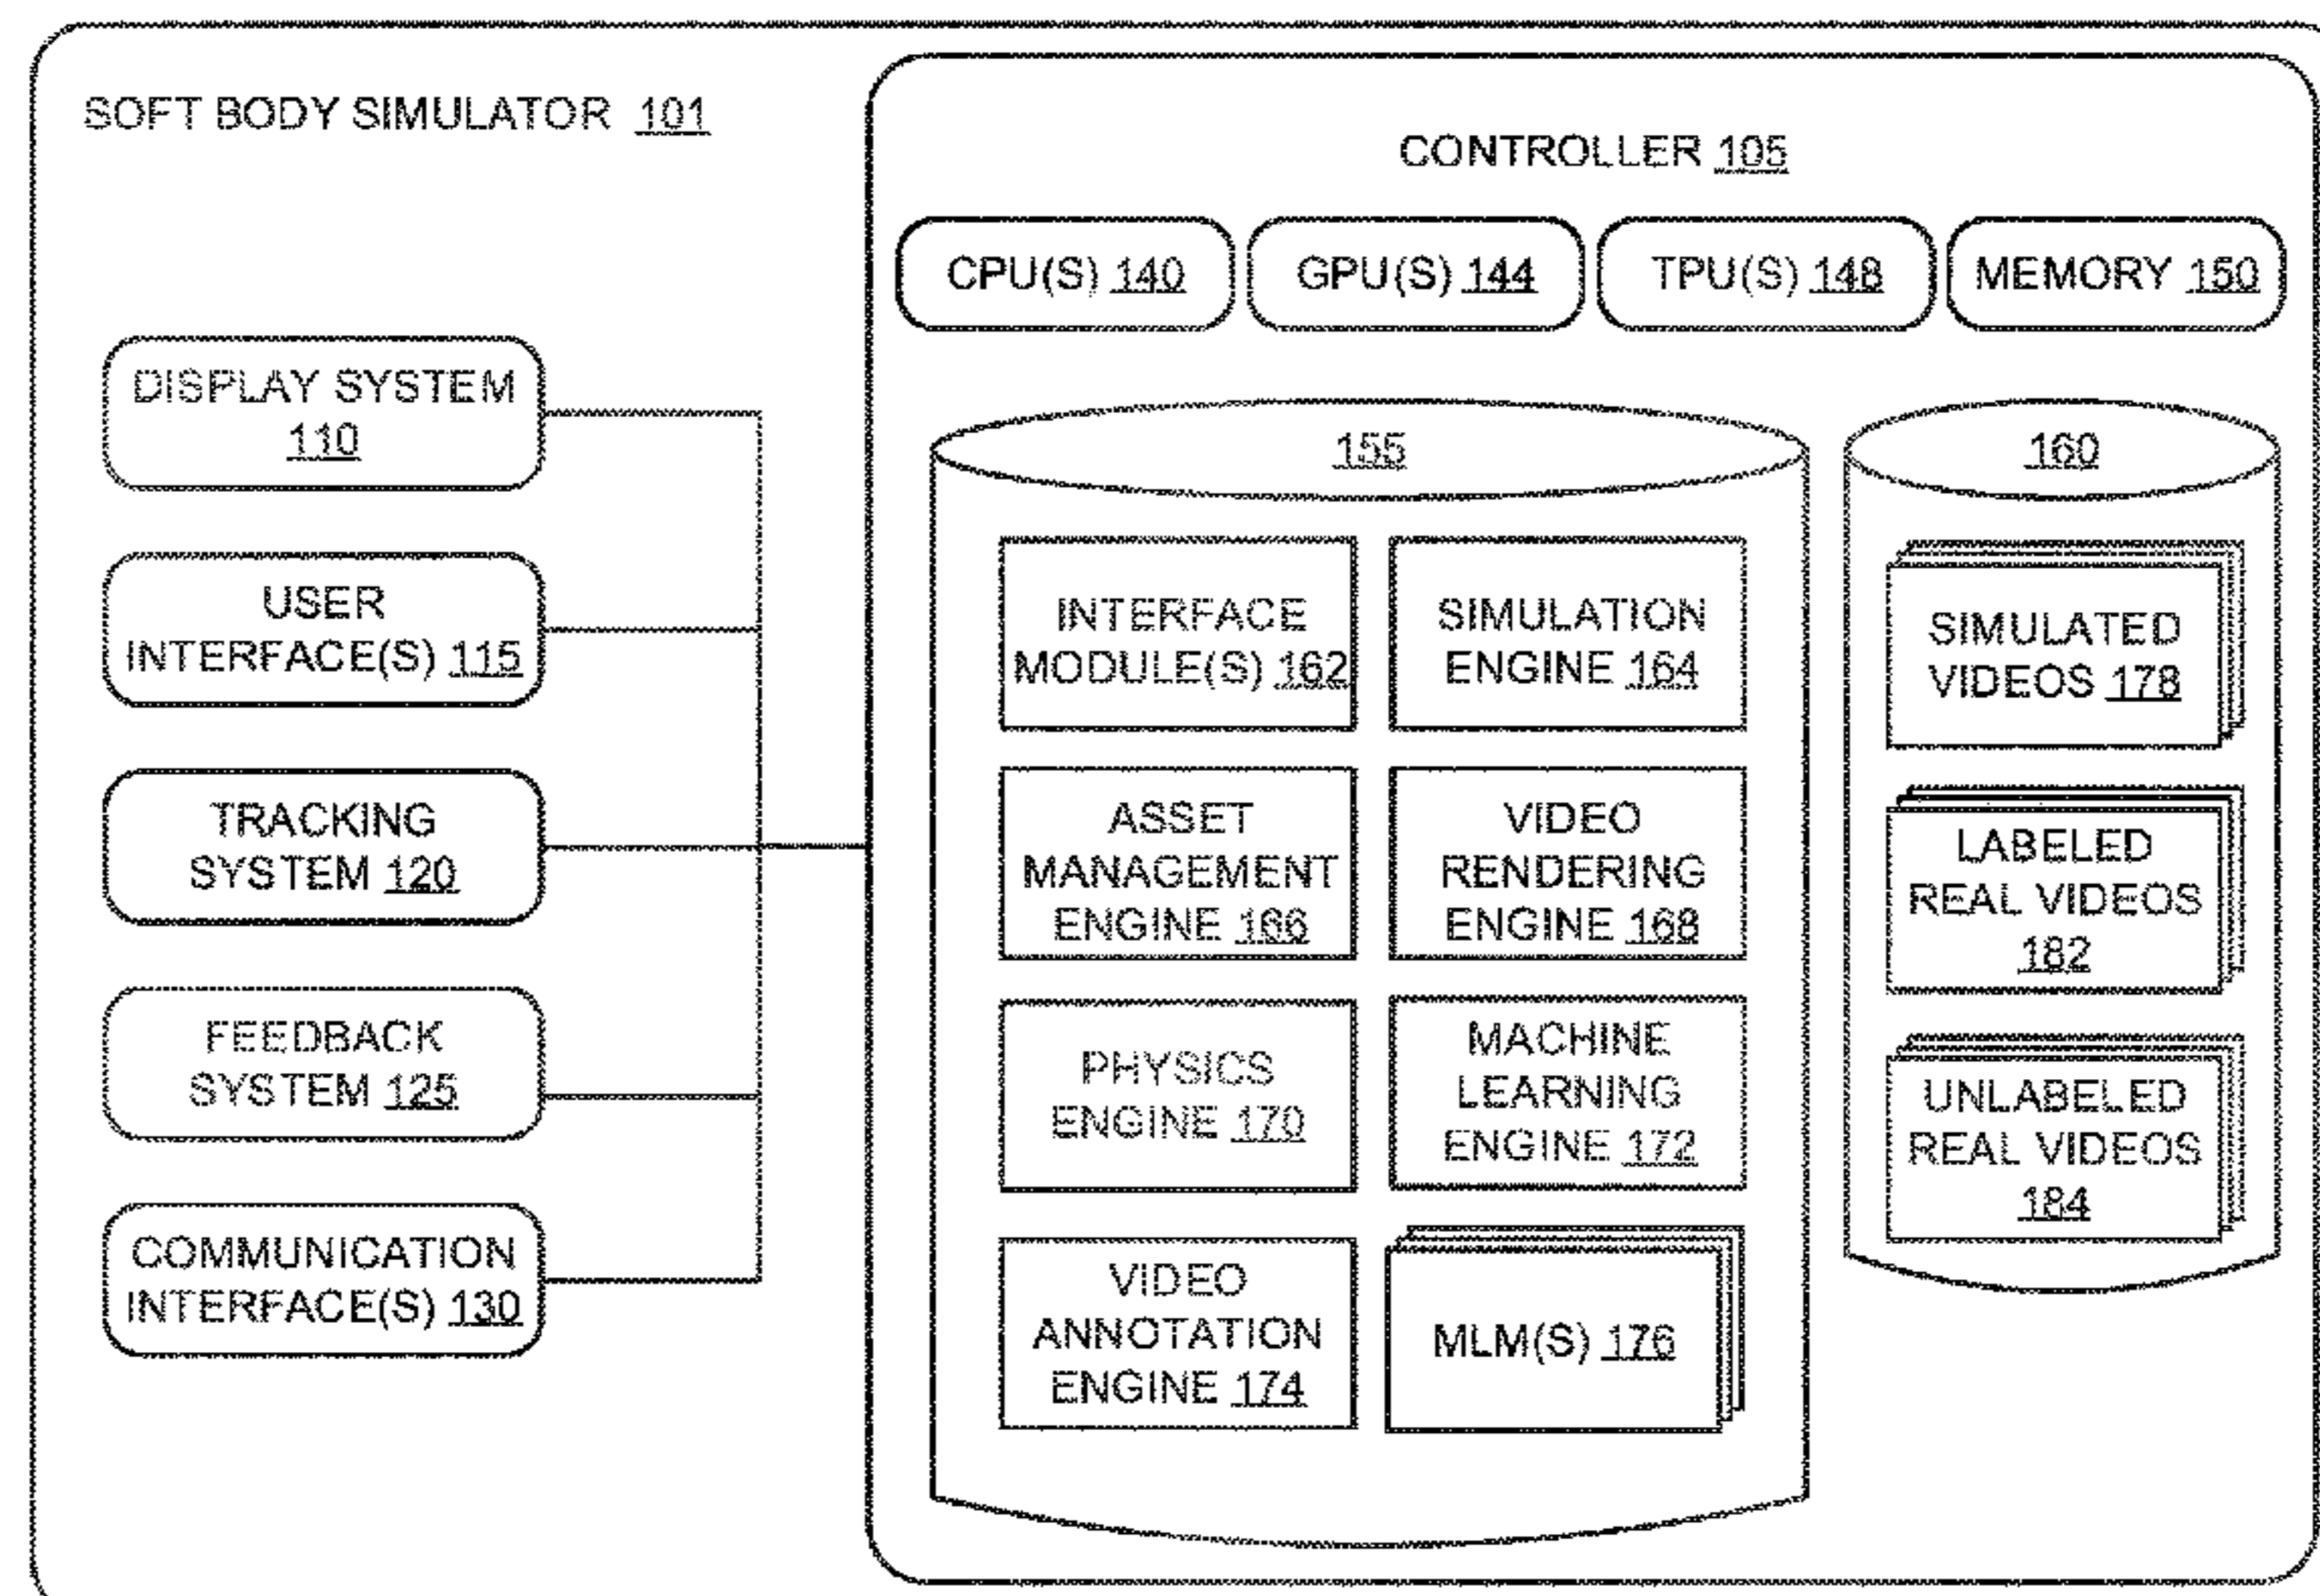 SOFT BODY SIMULATOR 101
CONTROLLER 105
CPU(S) 140
GPU(S) 144
TPU(S) 148
MEMORY 150
DISPLAY SYSTEM
110
USER
INTERFACE(S) 115
TRACKING
SYSTEM 120
FEEDBACK
SYSTEM 125
COMMUNICATION
INTERFACE(S) 130
155
INTERFACE
MODULE(S) 162
SIMULATION
ENGINE 164
ASSET
MANAGEMENT
ENGINE 166
VIDEO
RENDERING
ENGINE 168
PHYSICS
ENGINE 170
MACHINE
LEARNING
ENGINE 172
VIDEO
ANNOTATION
ENGINE 174
MLM(S) 176
160
SIMULATED
VIDEOS 178
LABELED
REAL VIDEOS
182
UNLABELED
REAL VIDEOS
184